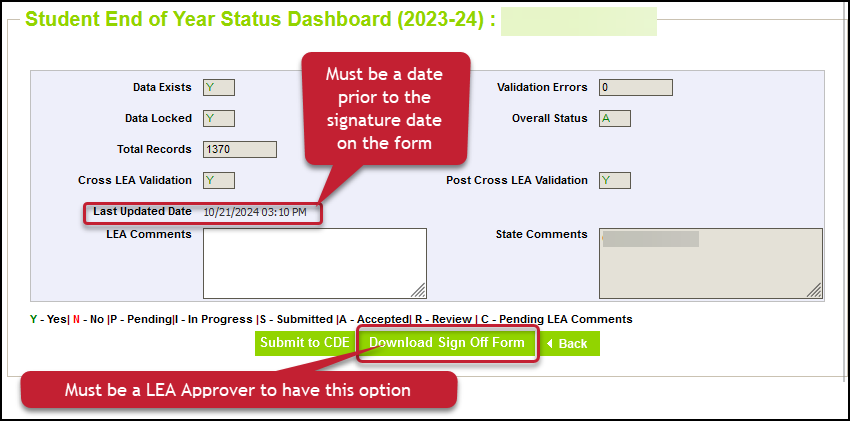 Student End of Year Status Dashboard (2023-24) :
Must be a date
prior to the
signature date
on the form
Data Exists Y Validation Errors 0
Data Locked Y Overall Status A
Total Records 1370
Cross LEA Validation Y Post Cross LEA Validation Y
Last Updated Date 10/21/2024 03:10 PM
LEA Comments State Comments
Y - Yes| N - No |P - Pending|I - In Progress |S - Submitted |A - Accepted| R - Review | C - Pending LEA Comments
Submit to CDE Download Sign Off Form Back
Must be a LEA Approver to have this option